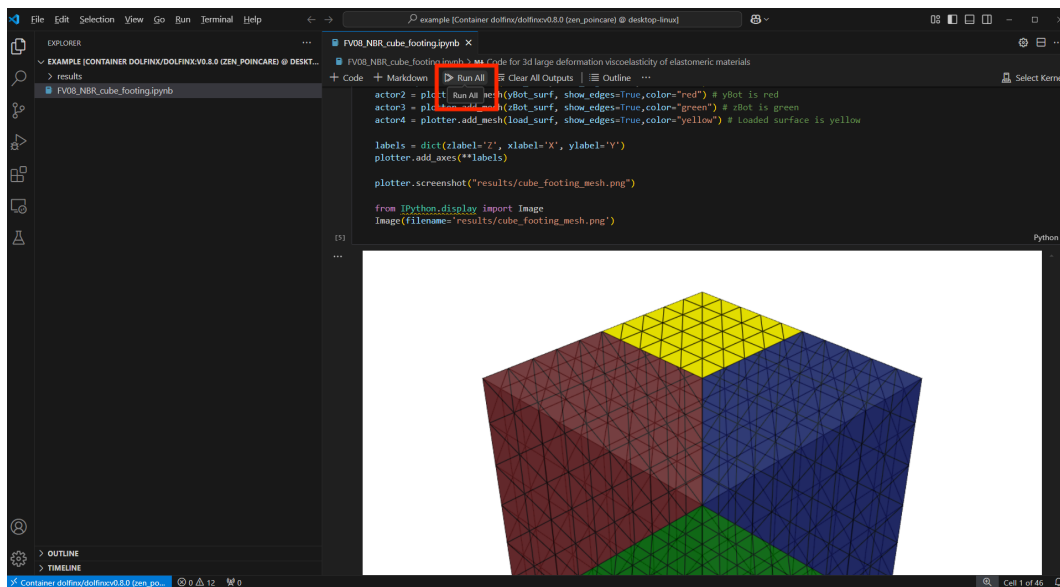 File Edit Selection View Go Run Terminal Help
example [Container dolfinx/dolfinx:v0.8.0 (zen_poincare) @ desktop-linux]
EXPLORER
FV08_NBR_cube_footing.ipynb
EXAMPLE [CONTAINER DOLFINX/DOLFINX:V0.8.0 (ZEN_POINCARE) @ DESKT...
FV08_NBR_cube_footing.ipynb > M↓ Code for 3d large deformation viscoelasticity of elastomeric materials
results
+ Code + Markdown Run All Clear All Outputs Outline ... Select Kerne
FV08_NBR_cube_footing.ipynb
Run All
actor2 = plotter.add_mesh(yBot_surf, show_edges=True,color="red") # yBot is red
actor3 = plotter.add_mesh(zBot_surf, show_edges=True,color="green") # zBot is green
actor4 = plotter.add_mesh(load_surf, show_edges=True,color="yellow") # Loaded surface is yellow
labels = dict(zlabel='Z', xlabel='X', ylabel='Y')
plotter.add_axes(**labels)
plotter.screenshot("results/cube_footing_mesh.png")
from IPython.display import Image
Image(filename='results/cube_footing_mesh.png')
[5]
Python
OUTLINE
TIMELINE
Container dolfinx/dolfinx:v0.8.0 (zen_po... 0 12 0
Cell 1 of 46